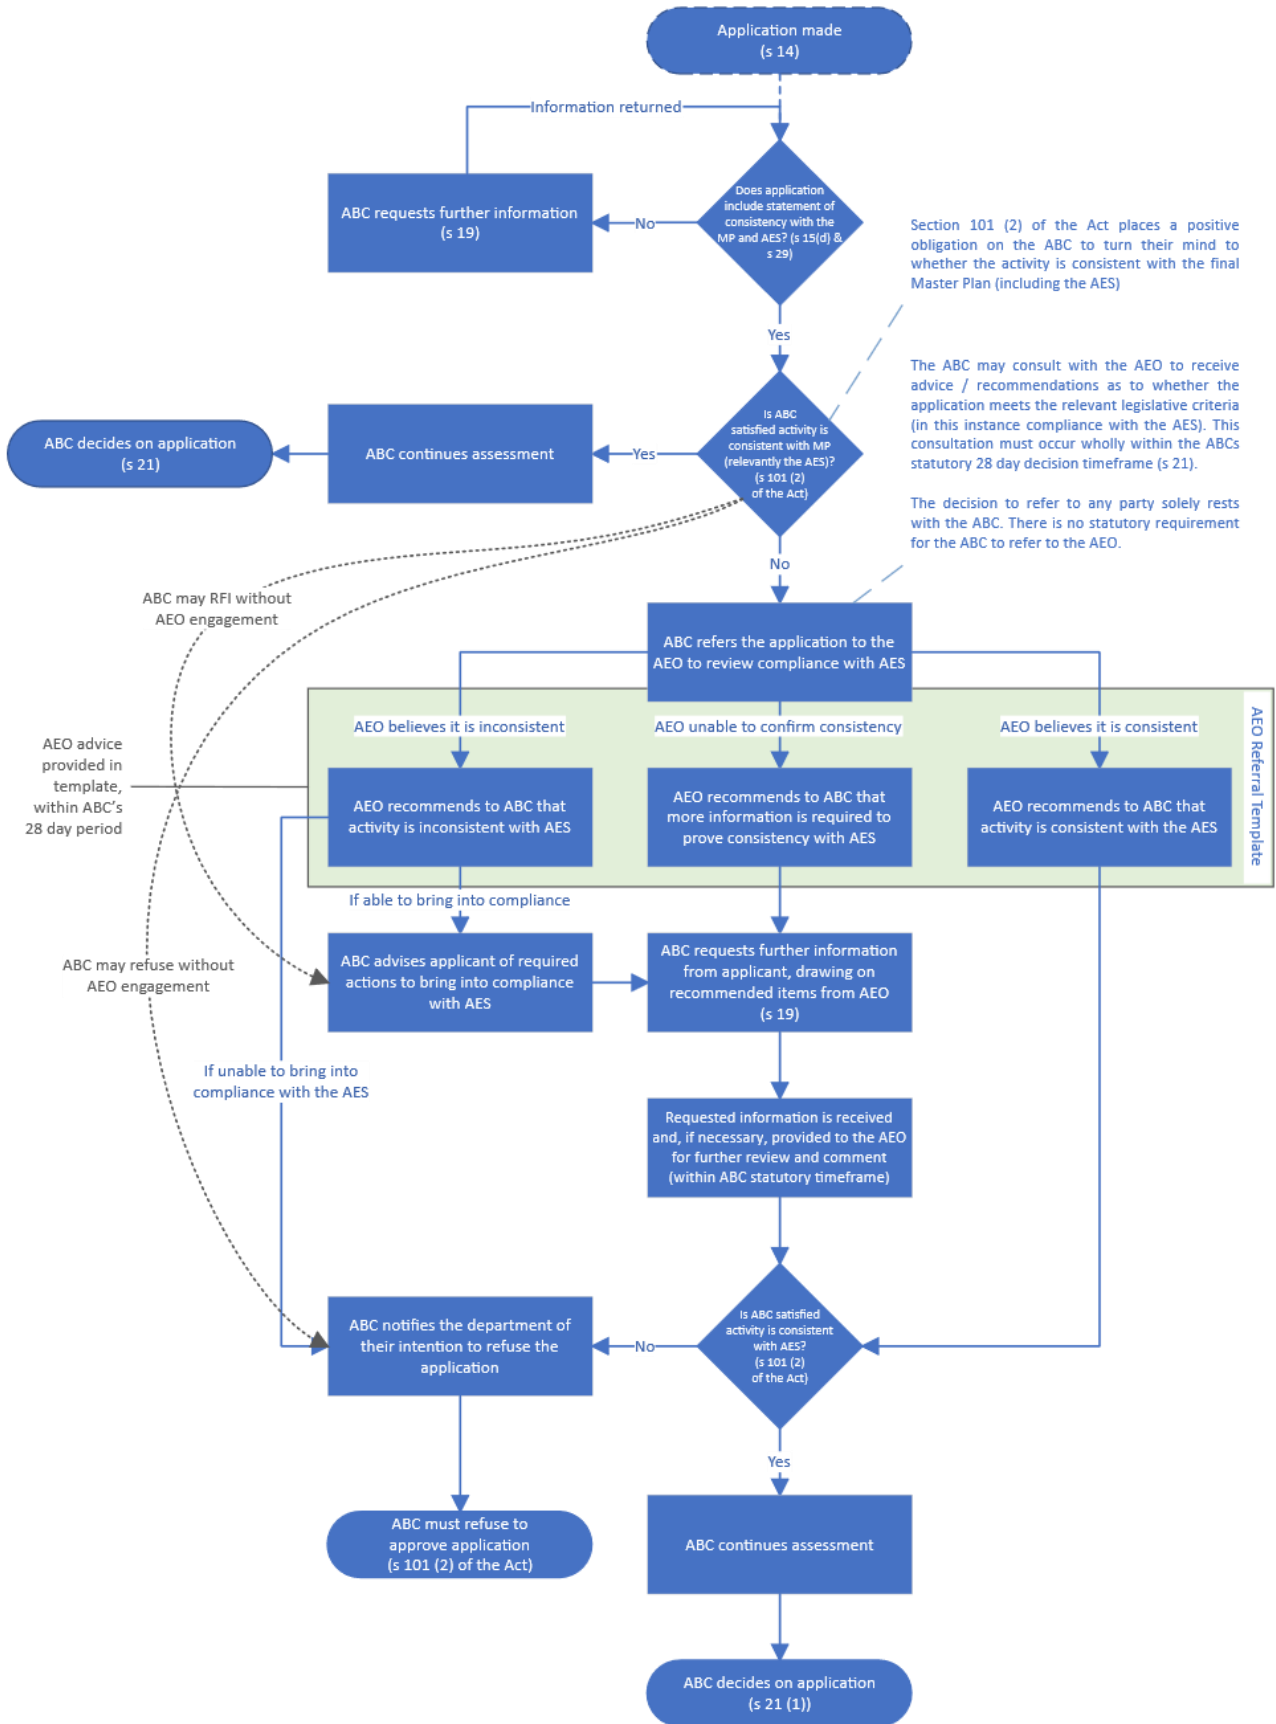 Application made
(s 14)
Information returned
Does application
include statement of
consistency with the
MP and AES? (s 15(d) &
s 29)
No
ABC requests further information
(s 19)
Section 101 (2) of the Act places a positive
obligation on the ABC to turn their mind to
whether the activity is consistent with the final
Master Plan (including the AES)
Yes
Is ABC
satisfied activity is
consistent with MP
(relevantly the AES)?
(s 101 (2)
of the Act)
Yes
ABC continues assessment
ABC decides on application
(s 21)
The ABC may consult with the AEO to receive
advice / recommendations as to whether the
application meets the relevant legislative criteria
(in this instance compliance with the AES). This
consultation must occur wholly within the ABCs
statutory 28 day decision timeframe (s 21).
The decision to refer to any party solely rests
with the ABC. There is no statutory requirement
for the ABC to refer to the AEO.
No
ABC may RFI without
AEO engagement
ABC refers the application to the
AEO to review compliance with AES
AEO believes it is inconsistent
AEO unable to confirm consistency
AEO believes it is consistent
AEO Referral Template
AEO advice
provided in
template,
within ABC's
28 day period
AEO recommends to ABC that
activity is inconsistent with AES
AEO recommends to ABC that
more information is required to
prove consistency with AES
AEO recommends to ABC that
activity is consistent with the AES
If able to bring into compliance
ABC may refuse without
AEO engagement
ABC advises applicant of required
actions to bring into compliance
with AES
ABC requests further information
from applicant, drawing on
recommended items from AEO
(s 19)
If unable to bring into
compliance with the AES
Requested information is received
and, if necessary, provided to the AEO
for further review and comment
(within ABC statutory timeframe)
Is ABC satisfied
activity is consistent
with AES?
(s 101 (2)
of the Act)
No
ABC notifies the department of
their intention to refuse the
application
Yes
ABC must refuse to
approve application
(s 101 (2) of the Act)
ABC continues assessment
ABC decides on application
(s 21 (1))